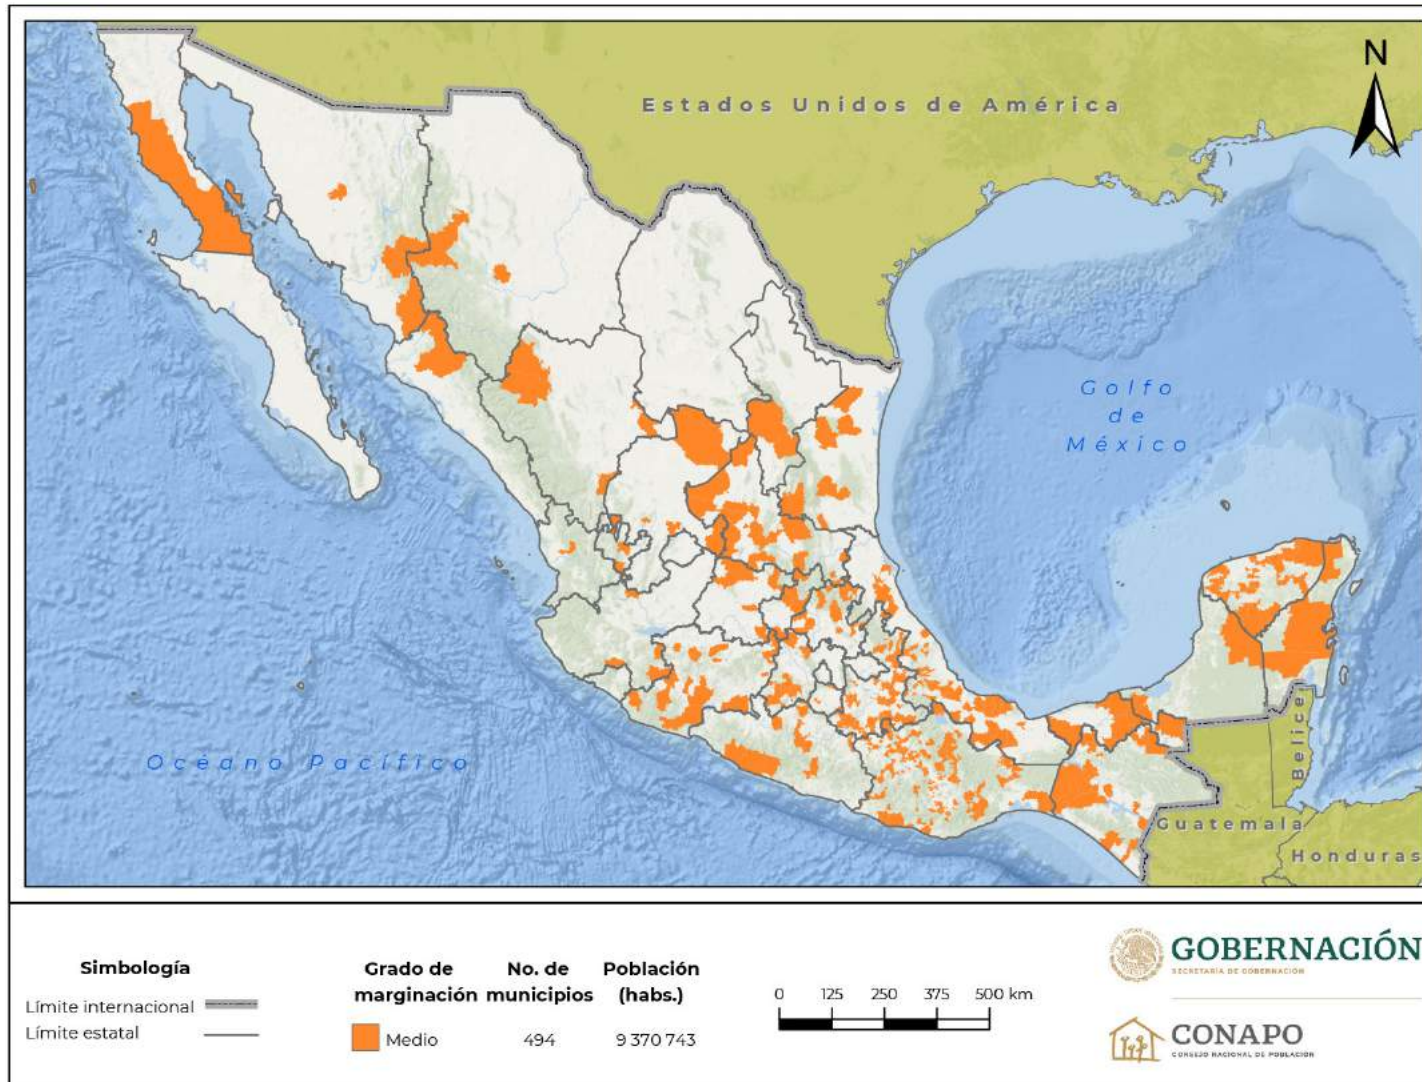 N
Estados Unidos de América
Golfo
de
México
Océano Pacífico
Belice
Guatemala
Honduras
Simbología
Límite internacional
Límite estatal
Grado de marginación
No. de municipios
Población (habs.)
Medio
494
9 370 743
0 125 250 375 500 km
GOBERNACIÓN
SECRETARÍA DE GOBERNACIÓN
CONAPO
CONSEJO NACIONAL DE POBLACIÓN